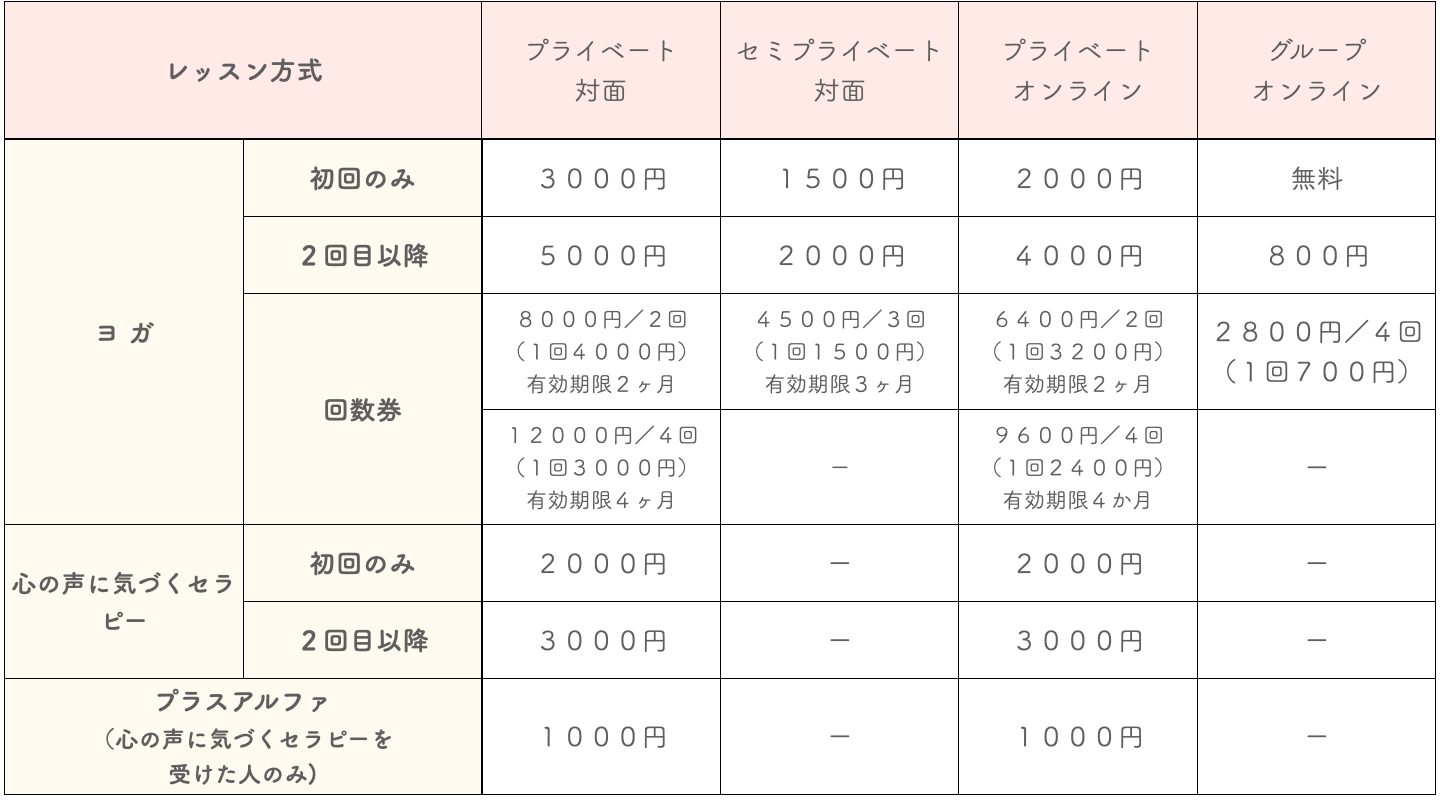 レッスン方式
プライベート
対面
セミプライベート
対面
プライベート
オンライン
グループ
オンライン
ヨガ
初回のみ
３０００円
１５００円
２０００円
無料
２回目以降
５０００円
２０００円
４０００円
８００円
回数券
８０００円／２回
（１回４０００円）
有効期限２ヶ月
４５００円／３回
（１回１５００円）
有効期限３ヶ月
６４００円／２回
（１回３２００円）
有効期限２ヶ月
２８００円／４回
（１回７００円）
１２０００円／４回
（１回３０００円）
有効期限４ヶ月
－
９６００円／４回
（１回２４００円）
有効期限４か月
－
心の声に気づくセラ
ピー
初回のみ
２０００円
－
２０００円
－
２回目以降
３０００円
－
３０００円
－
プラスアルファ
（心の声に気づくセラピーを
受けた人のみ）
１０００円
－
１０００円
－